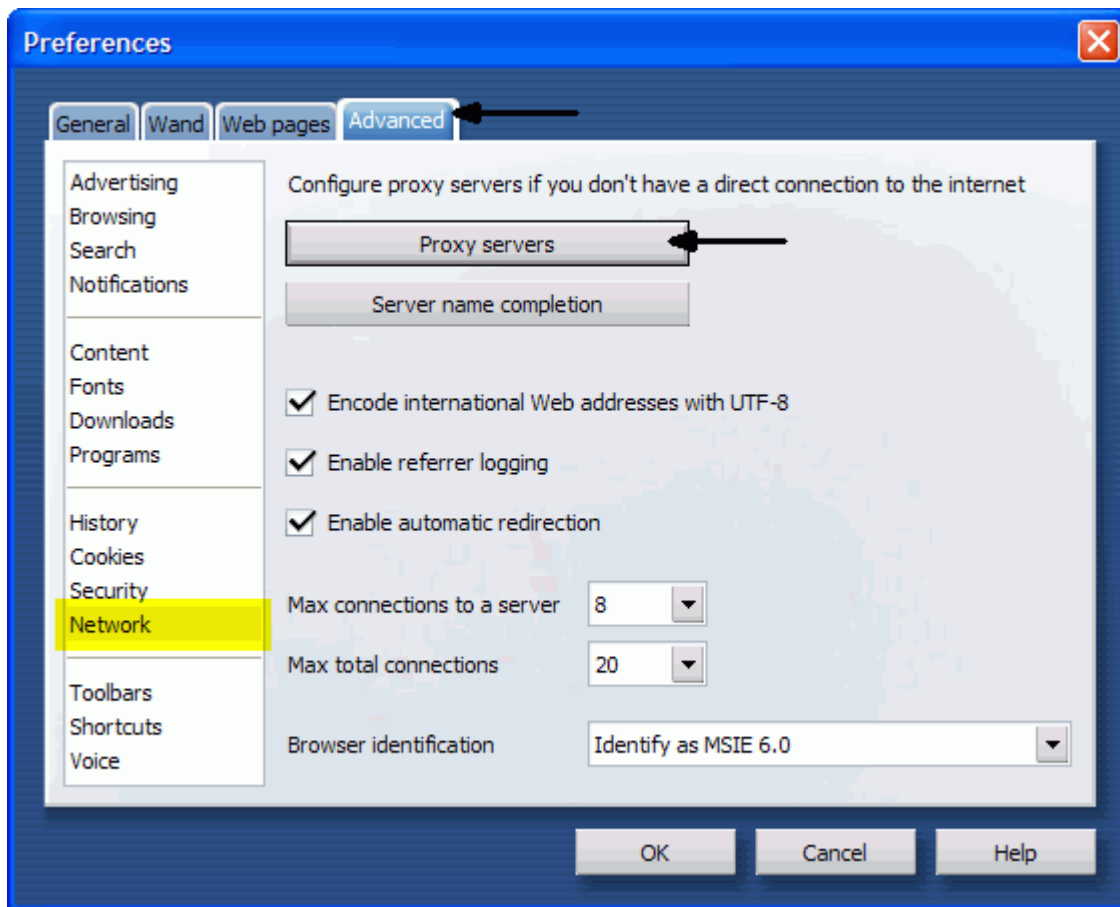 Preferences
General Wand Web pages Advanced
Advertising
Browsing
Search
Notifications
Content
Fonts
Downloads
Programs
History
Cookies
Security
Network
Toolbars
Shortcuts
Voice
Configure proxy servers if you don't have a direct connection to the internet
Proxy servers
Server name completion
Encode international Web addresses with UTF-8
Enable referrer logging
Enable automatic redirection
Max connections to a server 8
Max total connections 20
Browser identification Identify as MSIE 6.0
OK Cancel Help